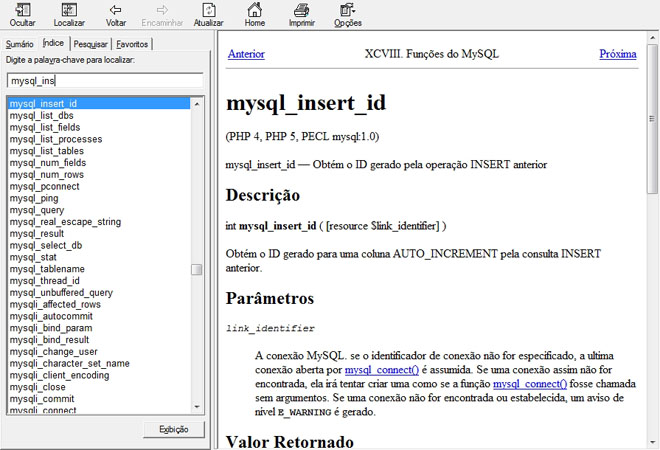 Ocultar Localizar Voltar Encaminhar Atualizar Home Imprimir Opções
Sumário Índice Pesquisar Favoritos
Digite a palavra-chave para localizar:
mysql_ins
mysql_insert_id
mysql_list_dbs
mysql_list_fields
mysql_list_processes
mysql_list_tables
mysql_num_fields
mysql_num_rows
mysql_pconnect
mysql_ping
mysql_query
mysql_real_escape_string
mysql_result
mysql_select_db
mysql_stat
mysql_tablename
mysql_thread_id
mysql_unbuffered_query
mysqli_affected_rows
mysqli_autocommit
mysqli_bind_param
mysqli_bind_result
mysqli_change_user
mysqli_character_set_name
mysqli_client_encoding
mysqli_close
mysqli_commit
mysqli_connect
Exibição
Anterior XCVIII. Funções do MySQL Próxima
mysql_insert_id
(PHP 4, PHP 5, PECL mysql:1.0)
mysql_insert_id — Obtém o ID gerado pela operação INSERT anterior
Descrição
int mysql_insert_id ( [resource $link_identifier] )
Obtém o ID gerado para uma coluna AUTO_INCREMENT pela consulta INSERT
anterior.
Parâmetros
link_identifier
A conexão MySQL. se o identificador de conexão não for especificado, a ultima
conexão aberta por mysql_connect() é assumida. Se uma conexão assim não for
encontrada, ela irá tentar criar uma como se a função mysql_connect() fosse chamada
sem argumentos. Se uma conexão não for encontrada ou estabelecida, um aviso de
nivel E_WARNING é gerado.
Valor Retornado